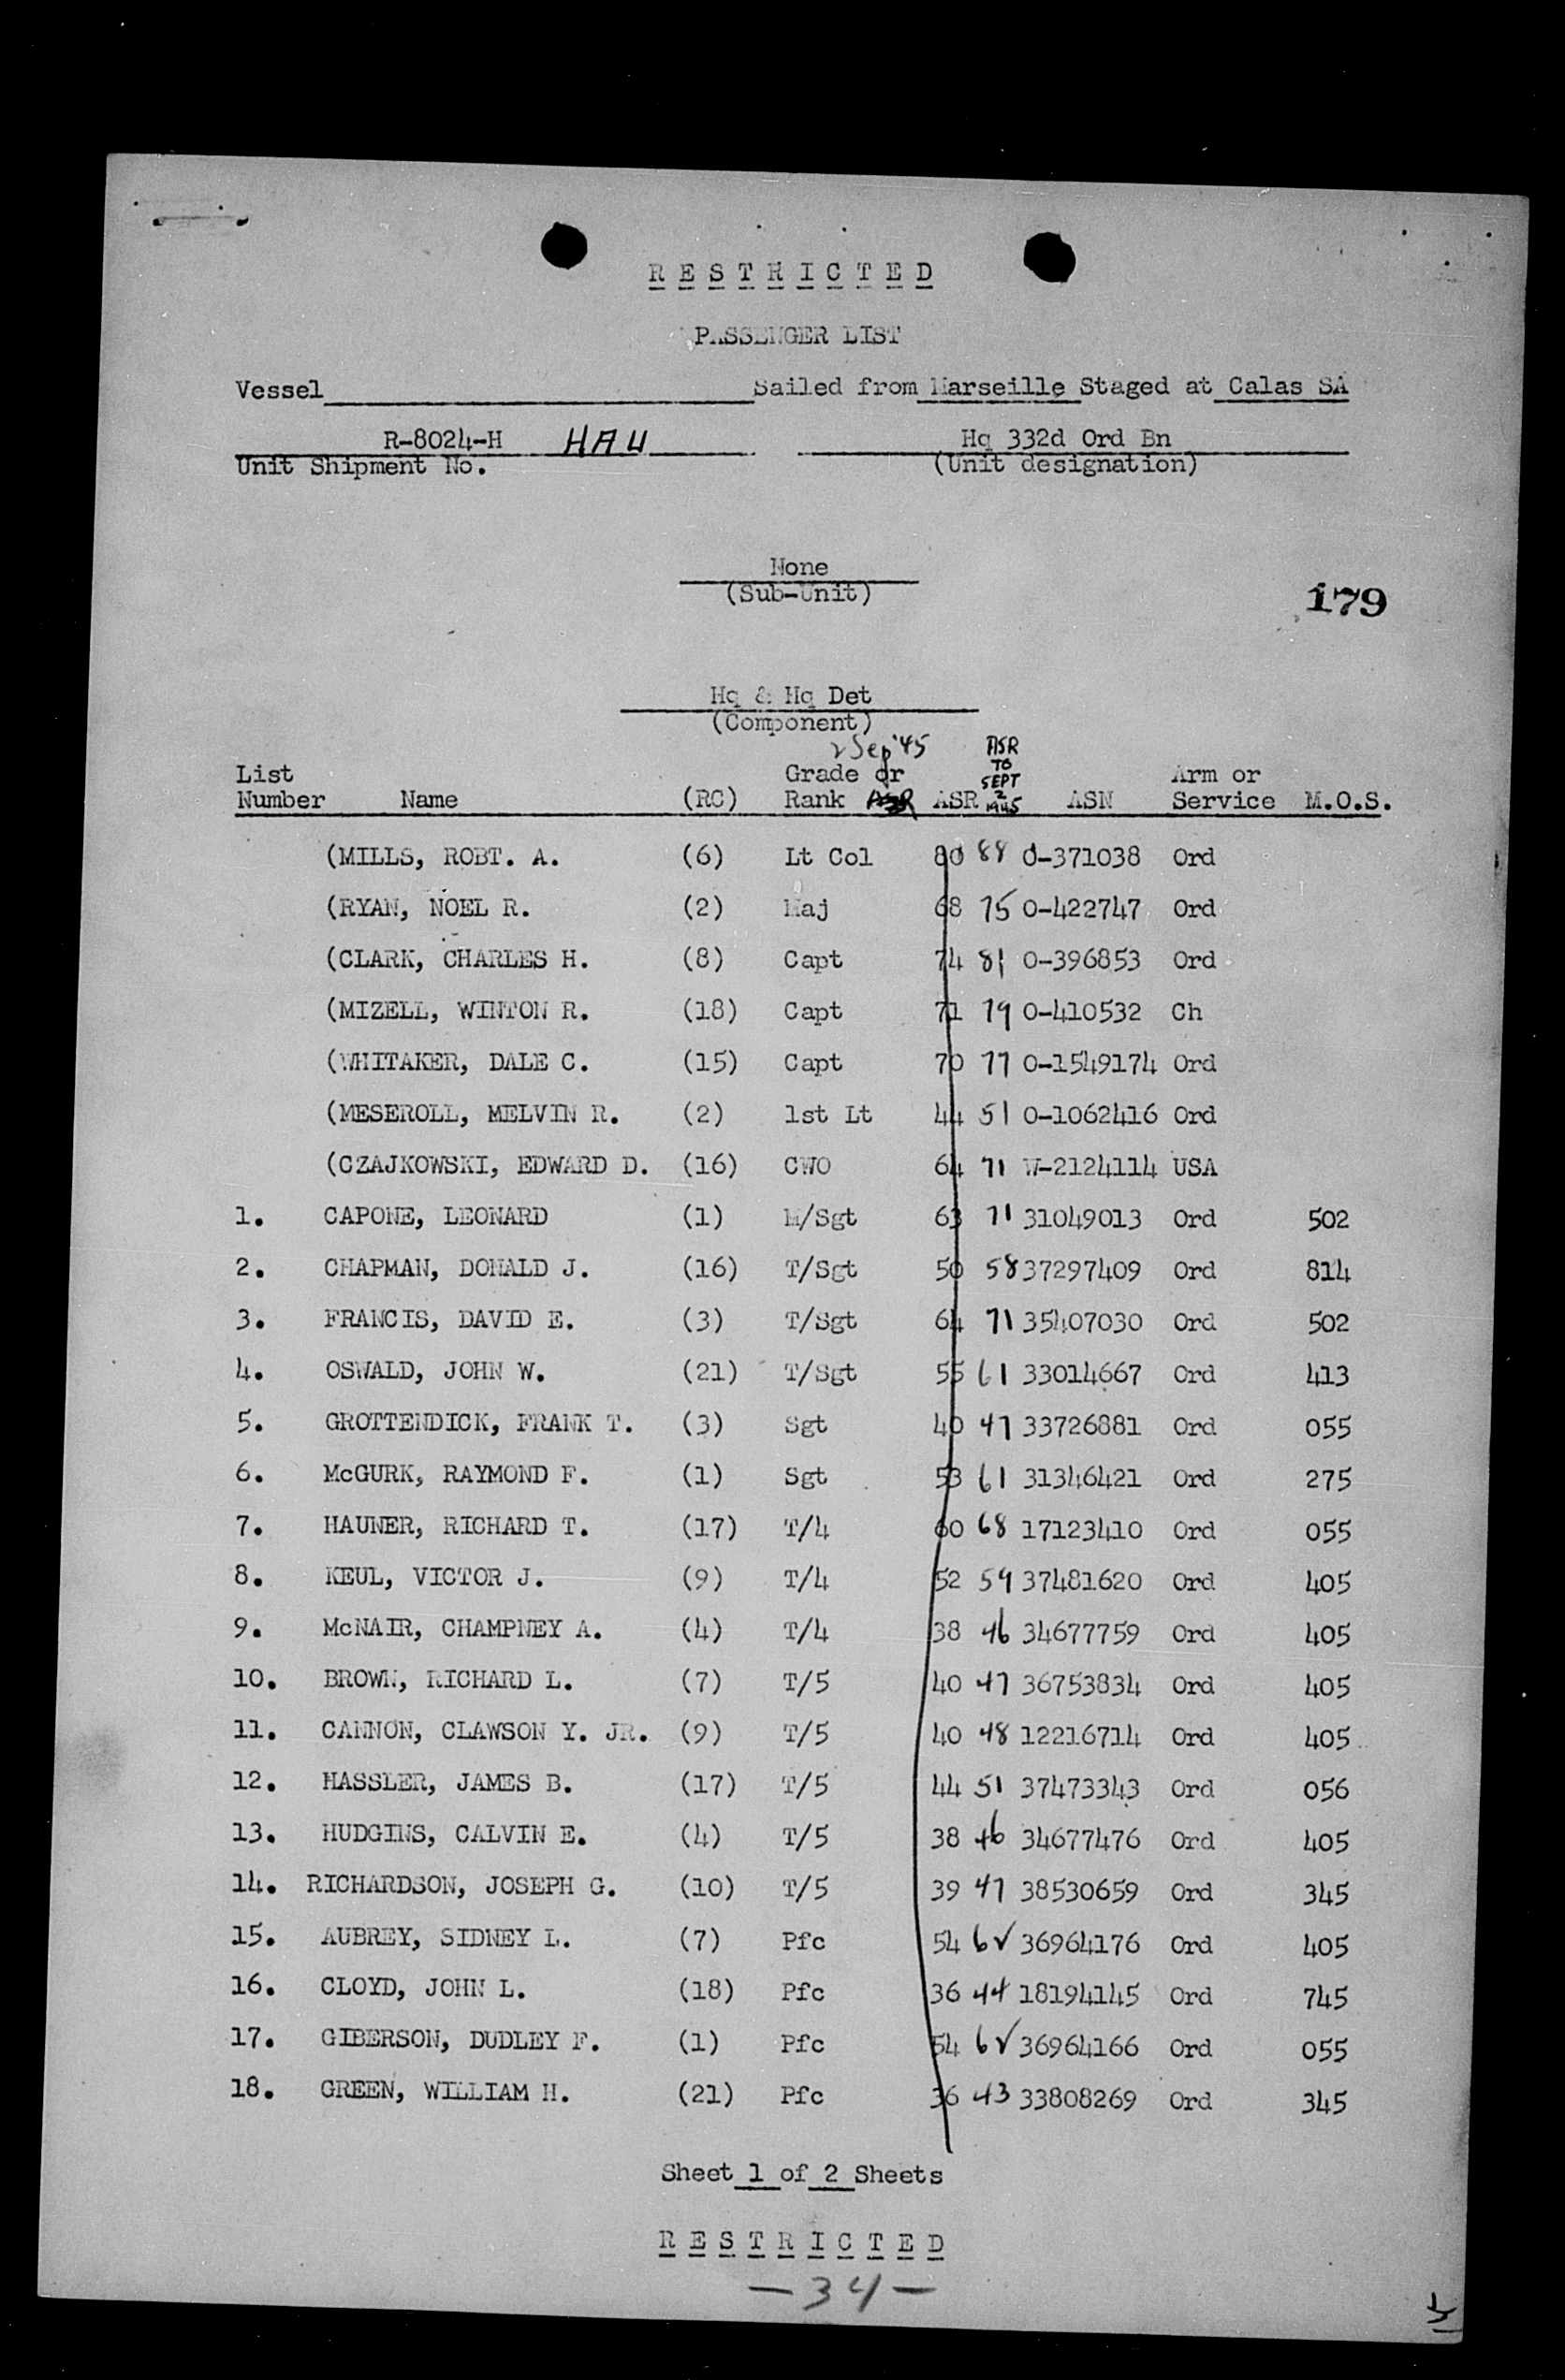 RESTRICTED
PASSENGER LIST
Vessel Sailed from Marseille Staged at Calas SA
R-8024-H HAU Hq 332d Ord Bn
Unit Shipment No. (Unit designation)
None
(Sub-Unit)
179
Hq & Hq Det
(Component)
2 Sep '45 ASR TO SEPT 2 1945
List Grade or Arm or
Number Name (RC) Rank ASR ASR ASN Service M.O.S.
(MILLS, ROBT. A. (6) Lt Col 80 88 O-371038 Ord
(RYAN, NOEL R. (2) Maj 68 75 O-422747 Ord
(CLARK, CHARLES H. (8) Capt 74 81 O-396853 Ord
(MIZELL, WINTON R. (18) Capt 71 79 O-410532 Ch
(WHITAKER, DALE C. (15) Capt 70 77 O-1549174 Ord
(MESEROLL, MELVIN R. (2) 1st Lt 44 51 O-1062416 Ord
(CZAJKOWSKI, EDWARD D. (16) CWO 64 71 W-2124114 USA
1. CAPONE, LEONARD (1) M/Sgt 63 71 31049013 Ord 502
2. CHAPMAN, DONALD J. (16) T/Sgt 50 58 37297409 Ord 814
3. FRANCIS, DAVID E. (3) T/Sgt 64 71 35407030 Ord 502
4. OSWALD, JOHN W. (21) T/Sgt 55 61 33014667 Ord 413
5. GROTTENDICK, FRANK T. (3) Sgt 40 47 33726881 Ord 055
6. McGURK, RAYMOND F. (1) Sgt 53 61 31346421 Ord 275
7. HAUNER, RICHARD T. (17) T/4 60 68 17123410 Ord 055
8. KEUL, VICTOR J. (9) T/4 52 59 37481620 Ord 405
9. McNAIR, CHAMPNEY A. (4) T/4 38 46 34677759 Ord 405
10. BROWN, RICHARD L. (7) T/5 40 47 36753834 Ord 405
11. CANNON, CLAWSON Y. JR. (9) T/5 40 48 12216714 Ord 405
12. HASSLER, JAMES B. (17) T/5 44 51 37473343 Ord 056
13. HUDGINS, CALVIN E. (4) T/5 38 46 34677476 Ord 405
14. RICHARDSON, JOSEPH G. (10) T/5 39 47 38530659 Ord 345
15. AUBREY, SIDNEY L. (7) Pfc 54 62 36964176 Ord 405
16. CLOYD, JOHN L. (18) Pfc 36 44 18194145 Ord 745
17. GIBERSON, DUDLEY F. (1) Pfc 54 62 36964166 Ord 055
18. GREEN, WILLIAM H. (21) Pfc 36 43 33808269 Ord 345
Sheet 1 of 2 Sheets
RESTRICTED
-34-